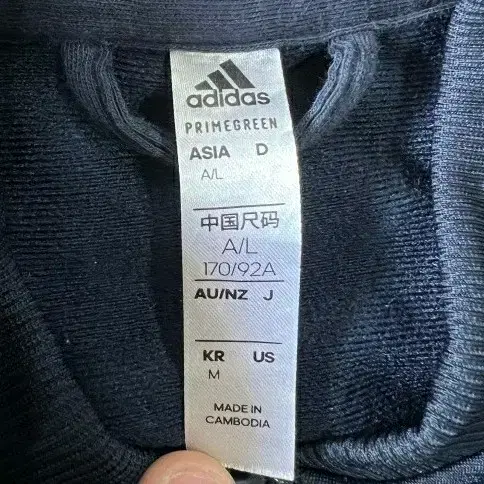 adidas
PRIMEGREEN
ASIA D
A/L
中国尺码
A/L
170/92A
AU/NZ J
KR US
M
MADE IN
CAMBODIA